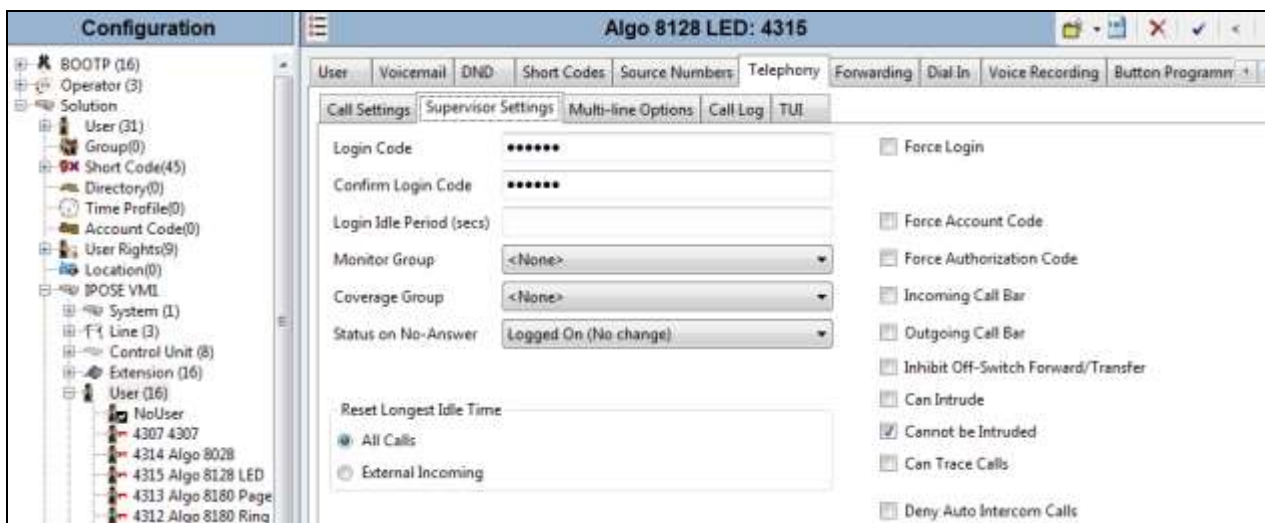 Configuration
BOOTP (16)
Operator (3)
Solution
User (31)
Group(0)
Short Code(45)
Directory(0)
Time Profile(0)
Account Code(0)
User Rights(9)
Location(0)
IPOSE VM1
System (1)
Line (3)
Control Unit (8)
Extension (16)
User (16)
NoUser
4307 4307
4314 Algo 8028
4315 Algo 8128 LED
4313 Algo 8180 Page
4312 Algo 8180 Ring
Algo 8128 LED: 4315
User Voicemail DND Short Codes Source Numbers Telephony Forwarding Dial In Voice Recording Button Programm
Call Settings Supervisor Settings Multi-line Options Call Log TUI
Login Code ●●●●●●
Confirm Login Code ●●●●●●
Login Idle Period (secs)
Monitor Group <None>
Coverage Group <None>
Status on No-Answer Logged On (No change)
Reset Longest Idle Time
All Calls
External Incoming
Force Login
Force Account Code
Force Authorization Code
Incoming Call Bar
Outgoing Call Bar
Inhibit Off-Switch Forward/Transfer
Can Intrude
Cannot be Intruded
Can Trace Calls
Deny Auto Intercom Calls